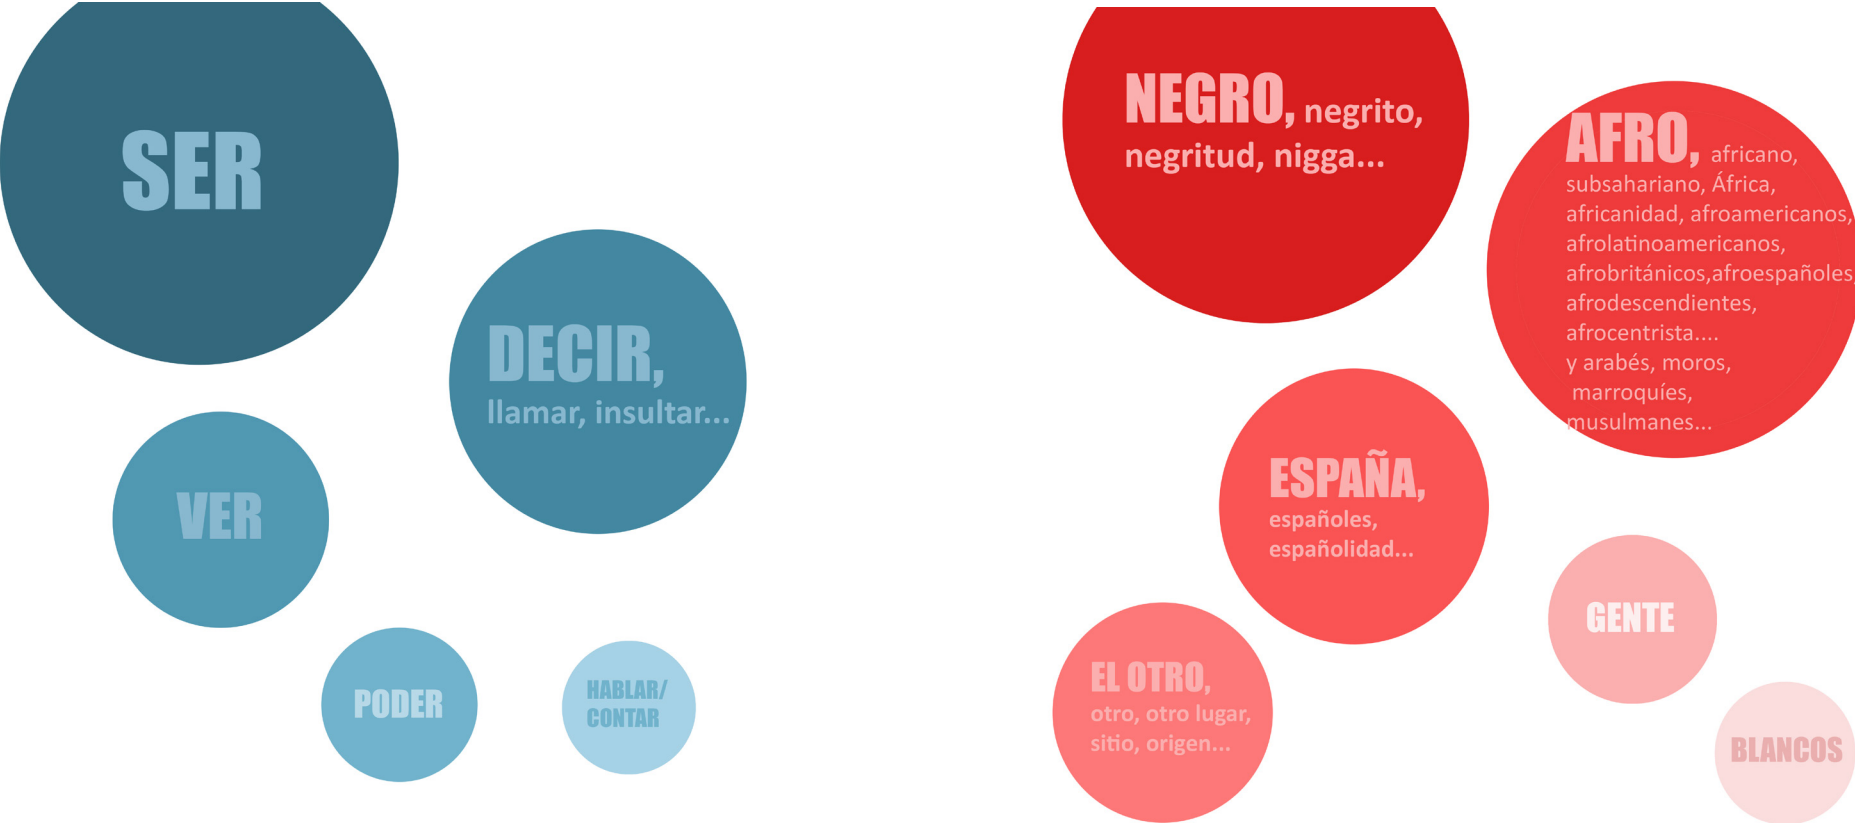 SER
DECIR,
llamar, insultar...
VER
PODER
HABLAR/
CONTAR
NEGRO, negrito,
negritud, nigga...
AFRO, africano,
subsahariano, África,
africanidad, afroamericanos,
afrolatinoamericanos,
afrobritánicos,afroespañoles,
afrodescendientes,
afrocentrista....
y arabés, moros,
marroquíes,
musulmanes...
ESPAÑA,
españoles,
españolidad...
EL OTRO,
otro, otro lugar,
sitio, origen...
GENTE
BLANCOS